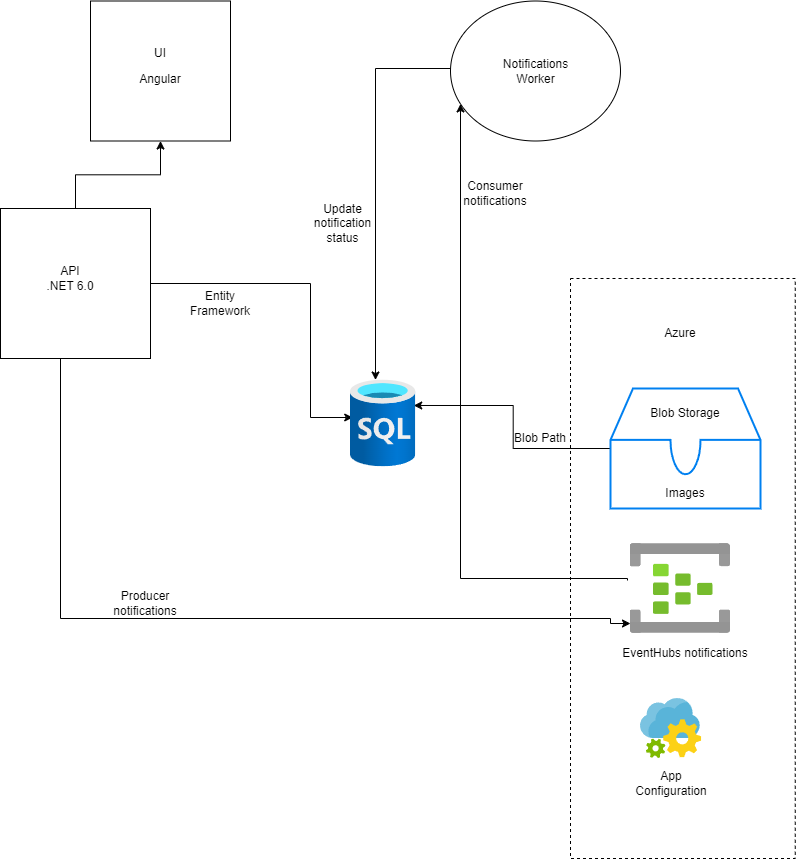 UI
Angular
Notifications
Worker
Consumer
notifications
Update
notification
status
API
.NET 6.0
Entity
Framework
Azure
SQL
Blob Storage
Blob Path
Images
Producer
notifications
EventHubs notifications
App
Configuration